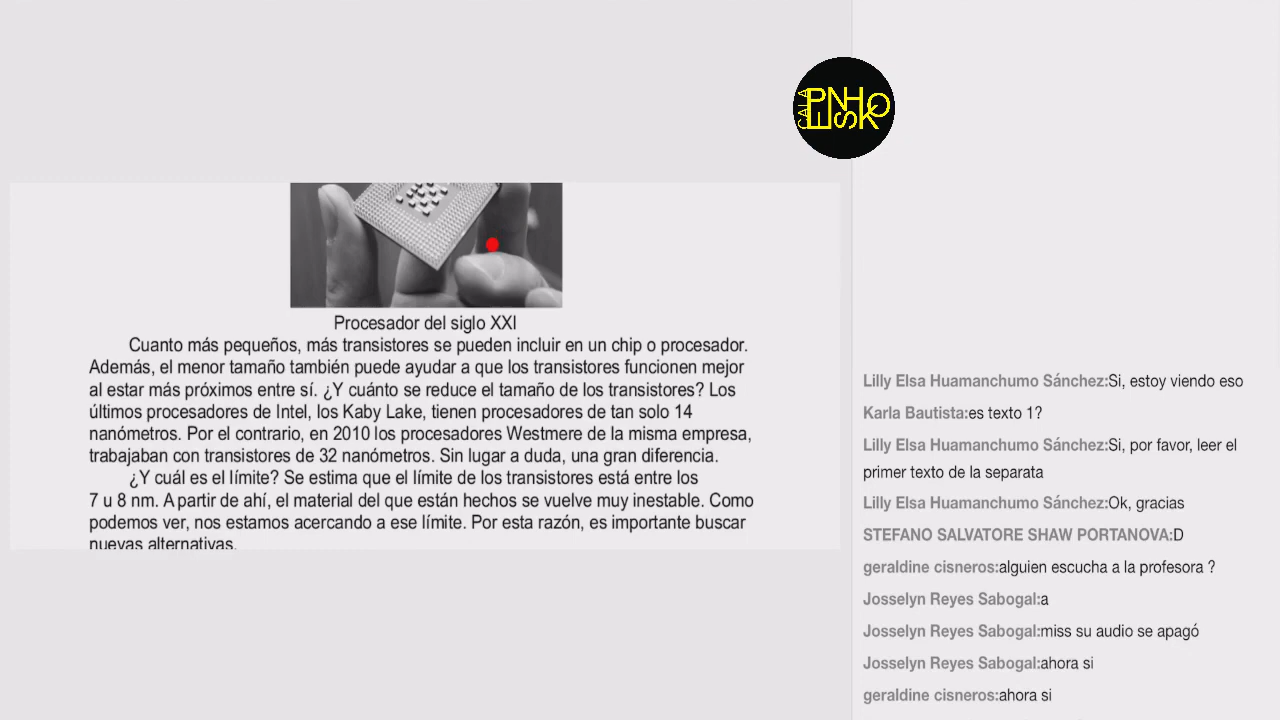 CALA
PENSHKO
Procesador del siglo XXI
Cuanto más pequeños, más transistores se pueden incluir en un chip o procesador.
Además, el menor tamaño también puede ayudar a que los transistores funcionen mejor
al estar más próximos entre sí. ¿Y cuánto se reduce el tamaño de los transistores? Los
últimos procesadores de Intel, los Kaby Lake, tienen procesadores de tan solo 14
nanómetros. Por el contrario, en 2010 los procesadores Westmere de la misma empresa,
trabajaban con transistores de 32 nanómetros. Sin lugar a duda, una gran diferencia.
¿Y cuál es el límite? Se estima que el límite de los transistores está entre los
7 u 8 nm. A partir de ahí, el material del que están hechos se vuelve muy inestable. Como
podemos ver, nos estamos acercando a ese límite. Por esta razón, es importante buscar
nuevas alternativas.
Lilly Elsa Huamanchumo Sánchez:Si, estoy viendo eso
Karla Bautista:es texto 1?
Lilly Elsa Huamanchumo Sánchez:Si, por favor, leer el
primer texto de la separata
Lilly Elsa Huamanchumo Sánchez:Ok, gracias
STEFANO SALVATORE SHAW PORTANOVA:D
geraldine cisneros:alguien escucha a la profesora ?
Josselyn Reyes Sabogal:a
Josselyn Reyes Sabogal:miss su audio se apagó
Josselyn Reyes Sabogal:ahora si
geraldine cisneros:ahora si